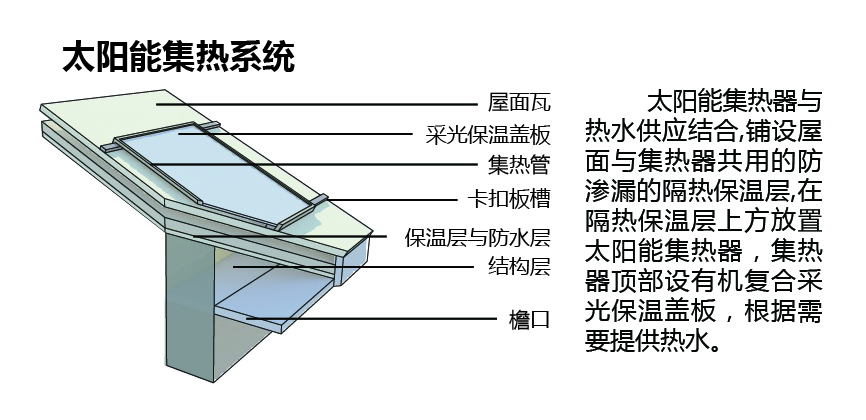 太阳能集热系统
屋面瓦
采光保温盖板
集热管
卡扣板槽
保温层与防水层
结构层
檐口
太阳能集热器与
热水供应结合,铺设屋
面与集热器共用的防
渗漏的隔热保温层,在
隔热保温层上方放置
太阳能集热器，集热
器顶部设有机复合采
光保温盖板，根据需
要提供热水。